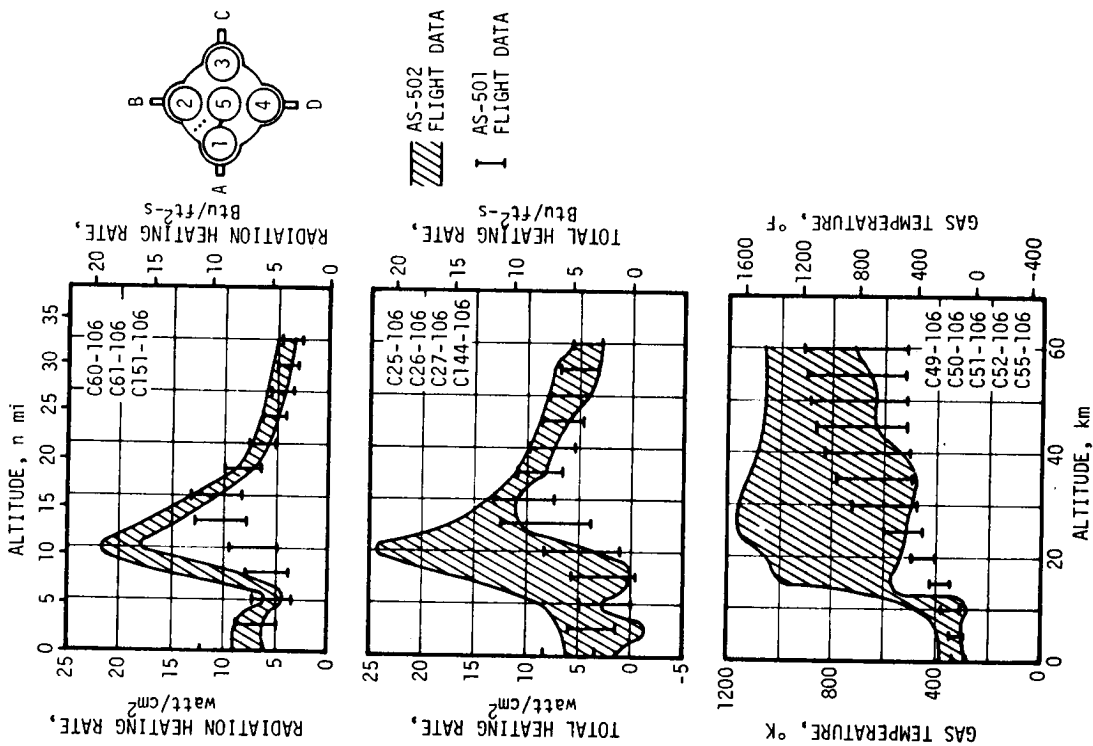 ALTITUDE, n mi
0 5 10 15 20 25 30 35
RADIATION HEATING RATE,
watt/cm²
25
20
15
10
5
0
C60-106
C61-106
C151-106
RADIATION HEATING RATE,
Btu/ft²-s
20
15
10
5
0
TOTAL HEATING RATE,
watt/cm²
25
20
15
10
5
0
-5
C25-106
C26-106
C27-106
C144-106
TOTAL HEATING RATE,
Btu/ft²-s
20
15
10
5
0
GAS TEMPERATURE, °K
1200
800
400
0
C49-106
C50-106
C51-106
C52-106
C55-106
GAS TEMPERATURE, °F
1600
1200
800
400
0
-400
0 20 40 60
ALTITUDE, km
A
B
C
D
1
2
3
4
5
AS-502
FLIGHT DATA
AS-501
FLIGHT DATA